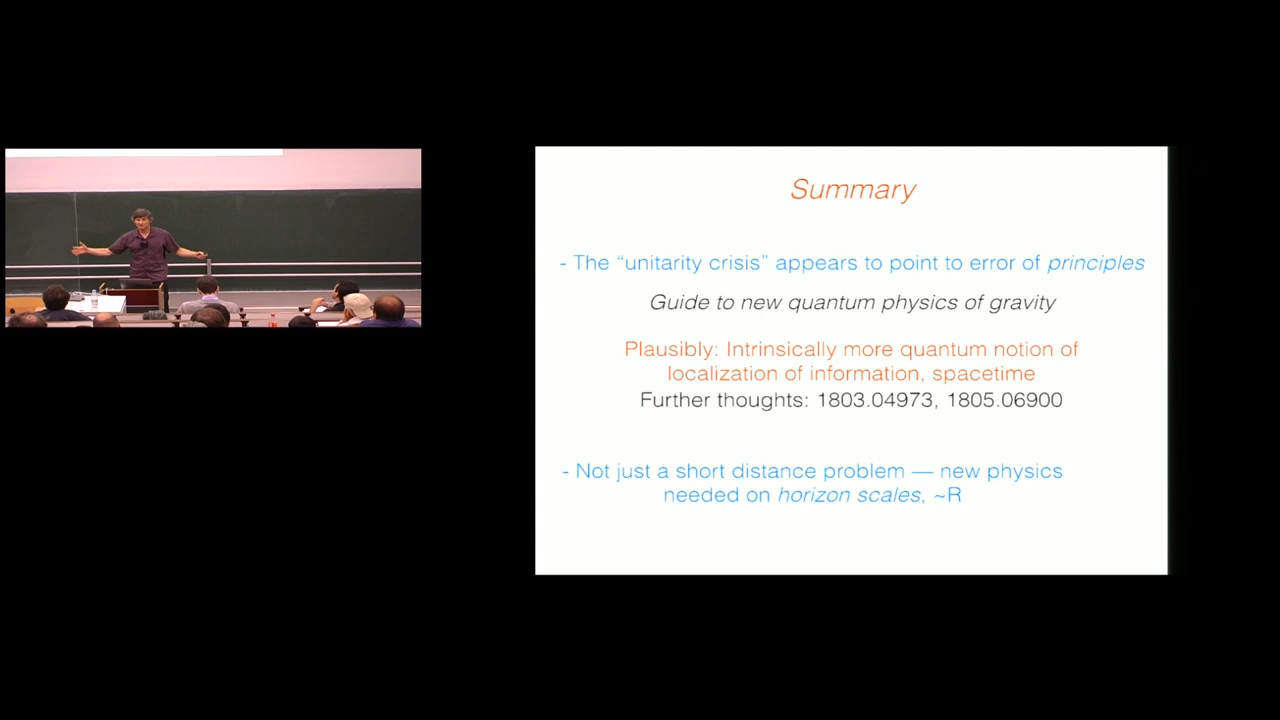 Summary
- The “unitarity crisis” appears to point to error of principles
Guide to new quantum physics of gravity
Plausibly: Intrinsically more quantum notion of
localization of information, spacetime
Further thoughts: 1803.04973, 1805.06900
- Not just a short distance problem — new physics
needed on horizon scales, ~R